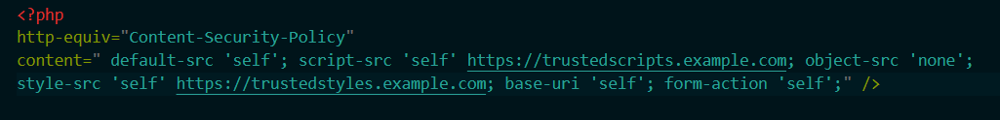 <?php
http-equiv="Content-Security-Policy"
content=" default-src 'self'; script-src 'self' https://trustedscripts.example.com; object-src 'none';
style-src 'self' https://trustedstyles.example.com; base-uri 'self'; form-action 'self';" />